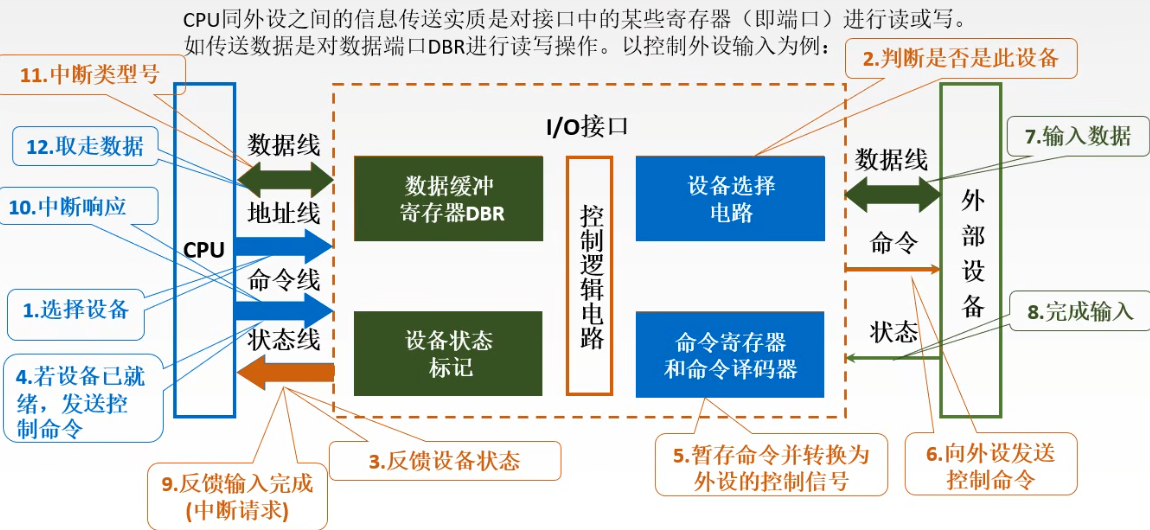 CPU同外设之间的信息传送实质是对接口中的某些寄存器（即端口）进行读或写。
如传送数据是对数据端口DBR进行读写操作。以控制外设输入为例：
11.中断类型号
2.判断是否是此设备
I/O接口
12.取走数据
数据线
数据缓冲
寄存器DBR
设备选择
电路
数据线
7.输入数据
10.中断响应
地址线
CPU
控制逻辑电路
命令
外部设备
命令线
1.选择设备
8.完成输入
状态线
设备状态
标记
命令寄存器
和命令译码器
状态
4.若设备已就
绪，发送控
制命令
3.反馈设备状态
5.暂存命令并转换为
外设的控制信号
6.向外设发送
控制命令
9.反馈输入完成
(中断请求)